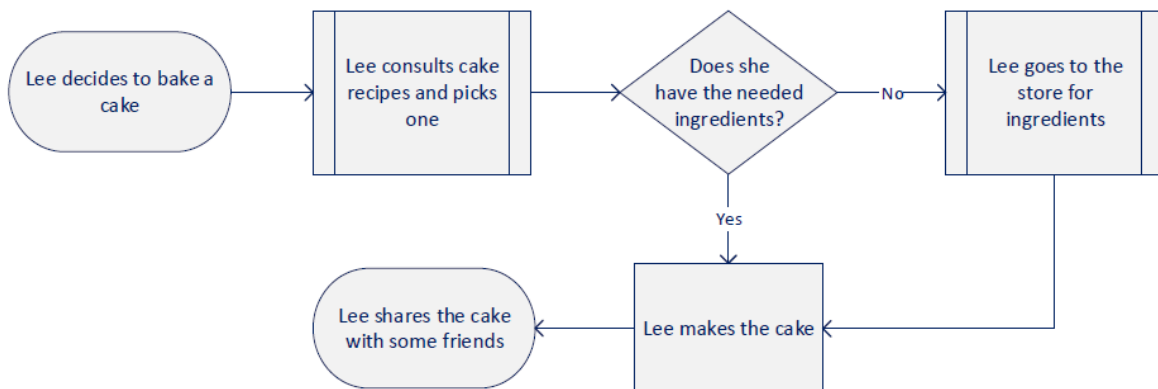 Lee decides to bake a
cake
Lee consults cake
recipes and picks
one
Does she
have the needed
ingredients?
No
Lee goes to the
store for
ingredients
Yes
Lee makes the cake
Lee shares the cake
with some friends